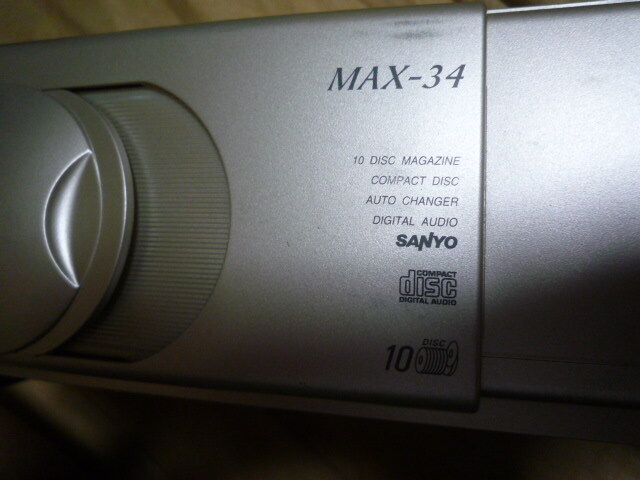 MAX-34
10 DISC MAGAZINE
COMPACT DISC
AUTO CHANGER
DIGITAL AUDIO
SANYO
COMPACT
disc
DIGITAL AUDIO
10 DISC